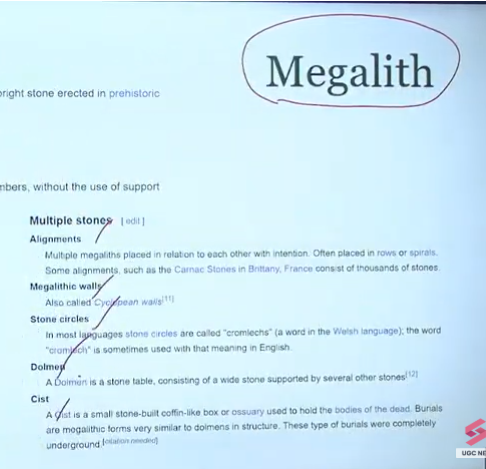 Megalith
right stone erected in prehistoric
mbers, without the use of support
Multiple stones [ edit ]
Alignments
Multiple megaliths placed in relation to each other with intention. Often placed in rows or spirals.
Some alignments, such as the Carnac Stones in Brittany, France consist of thousands of stones.
Megalithic walls
Also called Cyclopean walls[11]
Stone circles
In most languages stone circles are called "cromlechs" (a word in the Welsh language); the word
"cromlech" is sometimes used with that meaning in English.
Dolmen
A Dolmen is a stone table, consisting of a wide stone supported by several other stones[12]
Cist
A Cist is a small stone-built coffin-like box or ossuary used to hold the bodies of the dead. Burials
are megalithic forms very similar to dolmens in structure. These type of burials were completely
underground.[citation needed]
UGC NE